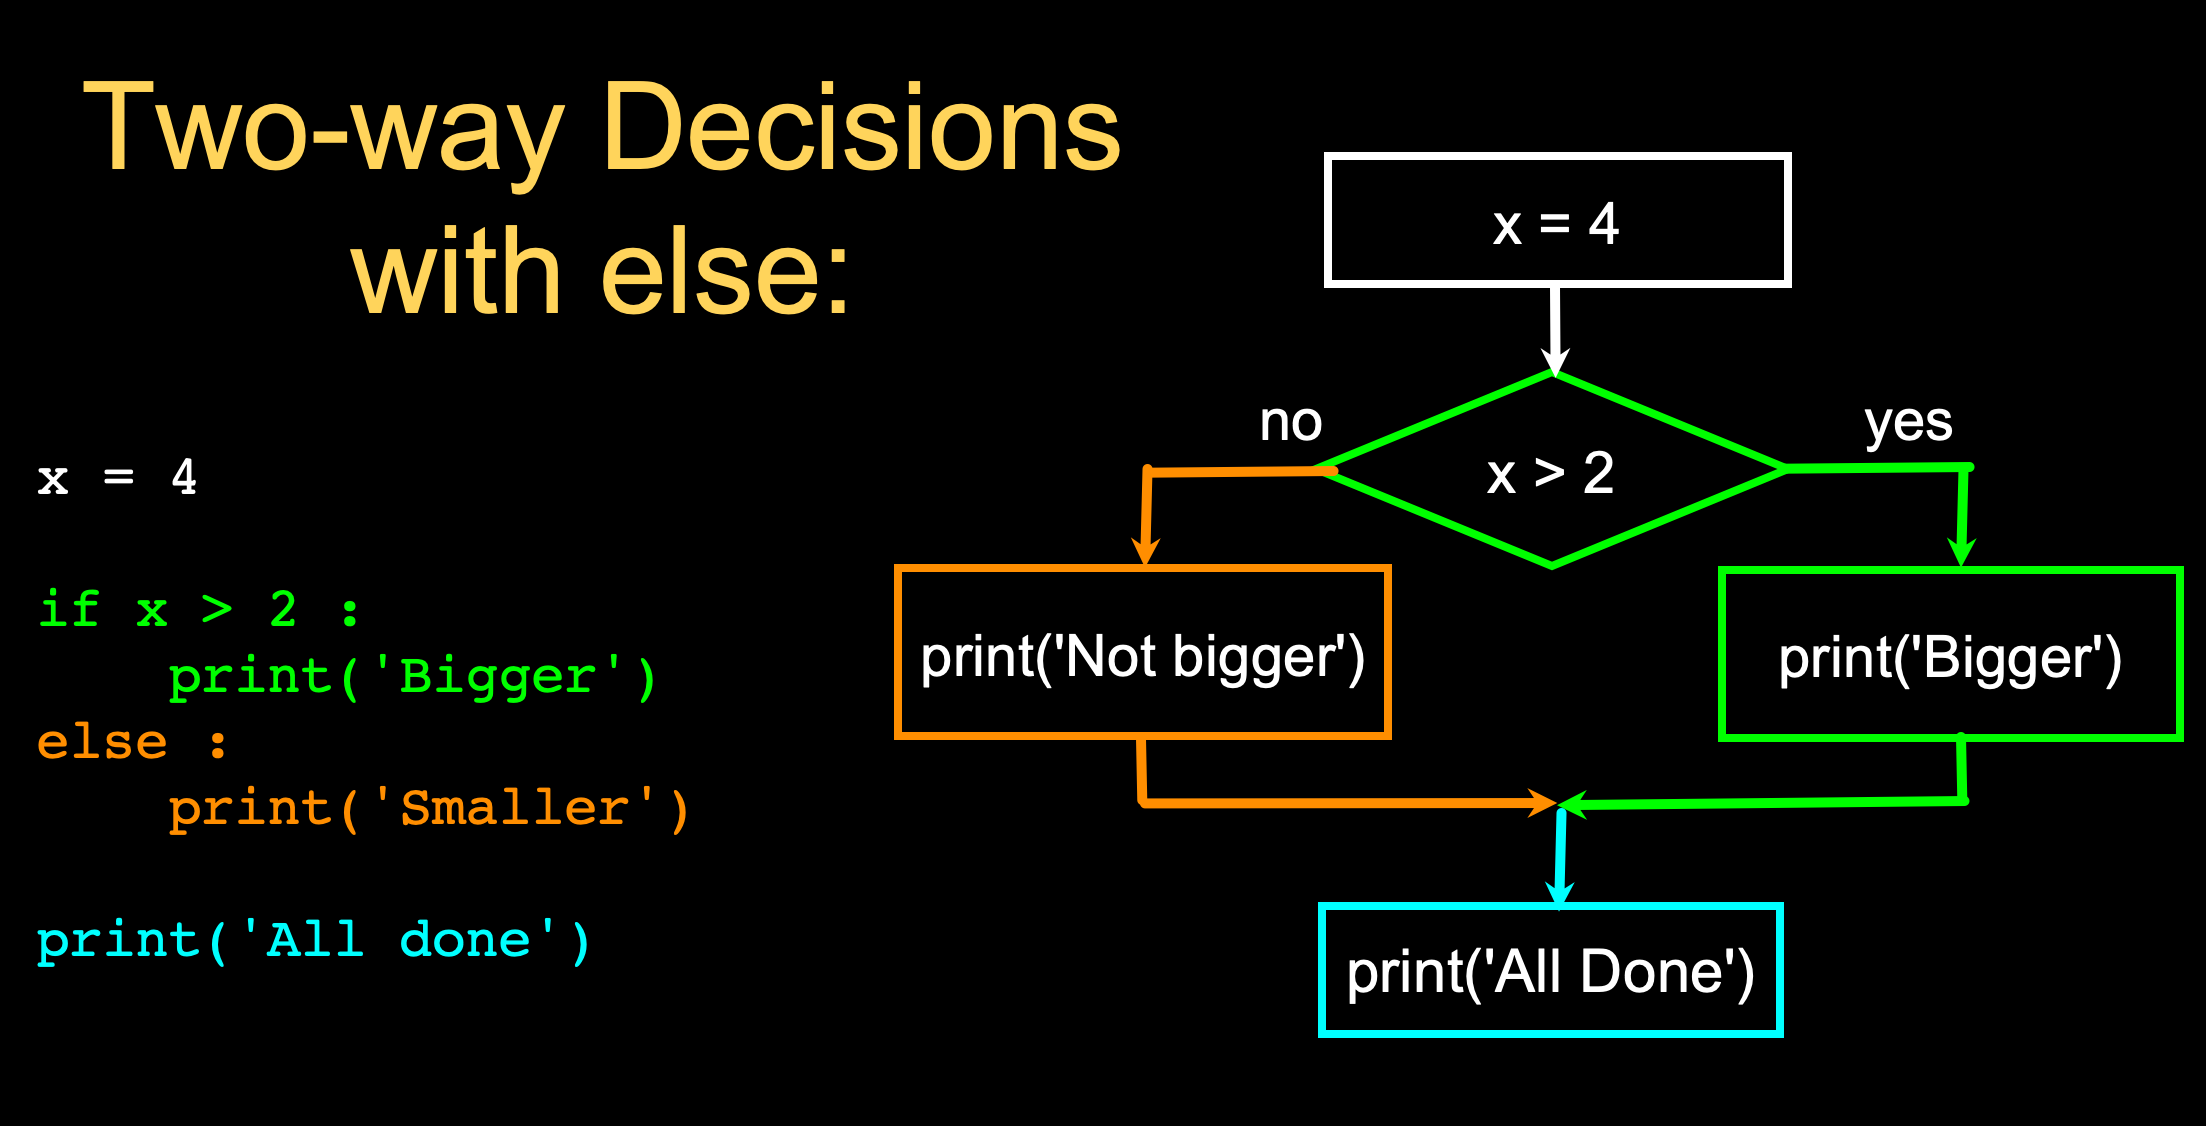 Two-way Decisions
with else:
x = 4
if x > 2 :
    print('Bigger')
else :
    print('Smaller')
print('All done')
x = 4
x > 2
no
yes
print('Not bigger')
print('Bigger')
print('All Done')